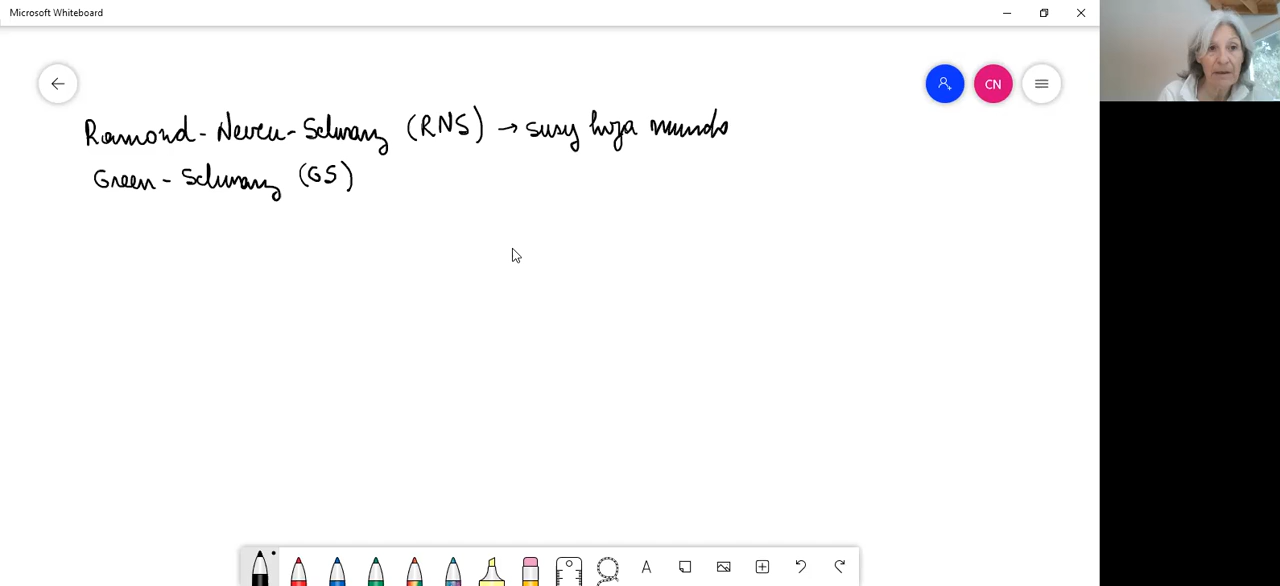 Microsoft Whiteboard
CN
Ramond-Neveu-Schwarz (RNS) → susy hoja mundo
Green-Schwarz (GS)
A